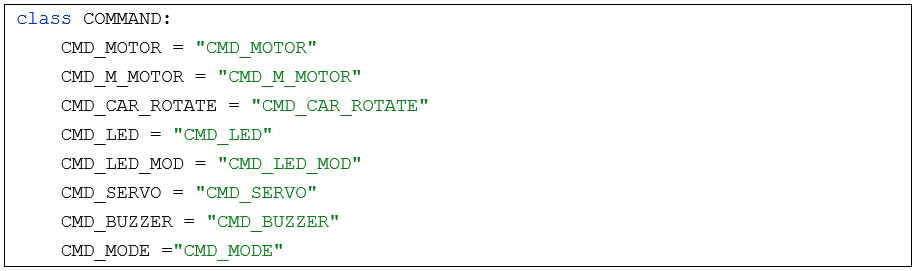 class COMMAND:
    CMD_MOTOR = "CMD_MOTOR"
    CMD_M_MOTOR = "CMD_M_MOTOR"
    CMD_CAR_ROTATE = "CMD_CAR_ROTATE"
    CMD_LED = "CMD_LED"
    CMD_LED_MOD = "CMD_LED_MOD"
    CMD_SERVO = "CMD_SERVO"
    CMD_BUZZER = "CMD_BUZZER"
    CMD_MODE ="CMD_MODE"